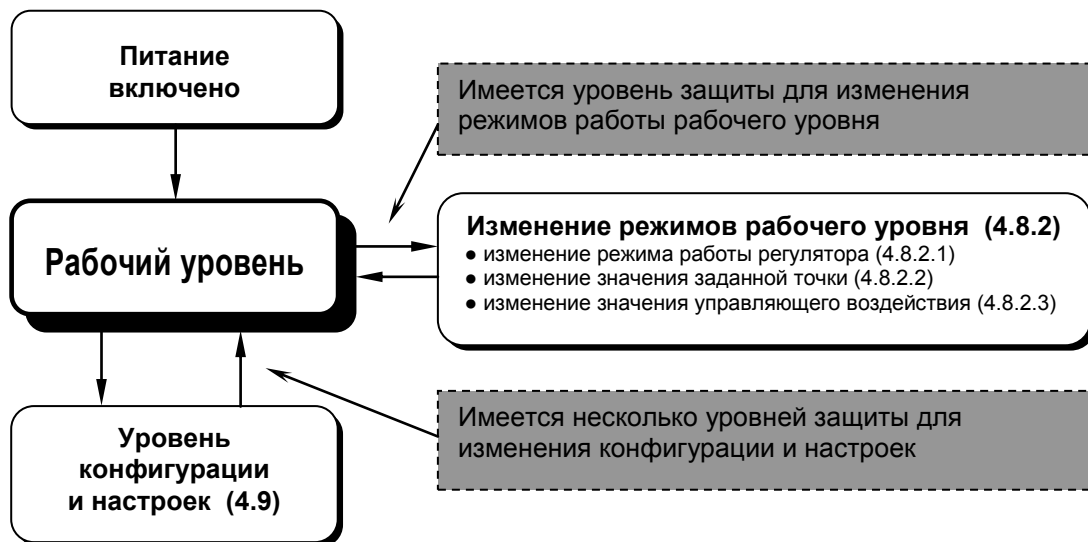 Питание
включено
Имеется уровень защиты для изменения
режимов работы рабочего уровня
Рабочий уровень
Изменение режимов рабочего уровня (4.8.2)
● изменение режима работы регулятора (4.8.2.1)
● изменение значения заданной точки (4.8.2.2)
● изменение значения управляющего воздействия (4.8.2.3)
Имеется несколько уровней защиты для
изменения конфигурации и настроек
Уровень
конфигурации
и настроек (4.9)